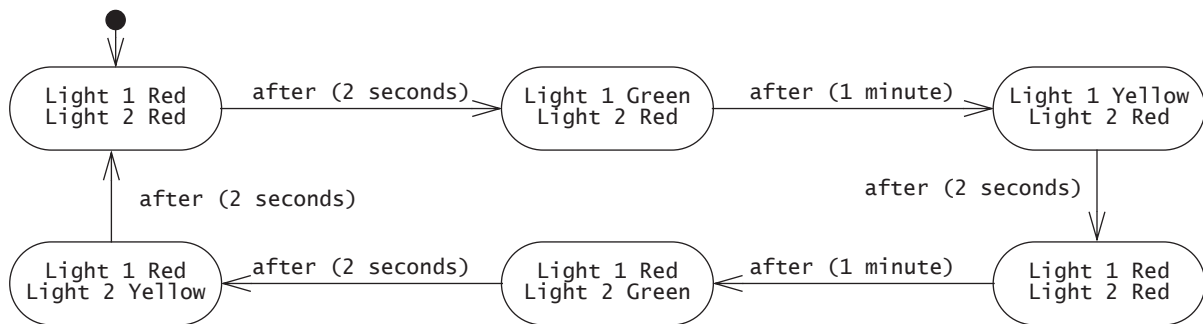 Light 1 Red
Light 2 Red
after (2 seconds)
Light 1 Green
Light 2 Red
after (1 minute)
Light 1 Yellow
Light 2 Red
after (2 seconds)
after (2 seconds)
Light 1 Red
Light 2 Yellow
after (2 seconds)
Light 1 Red
Light 2 Green
after (1 minute)
Light 1 Red
Light 2 Red